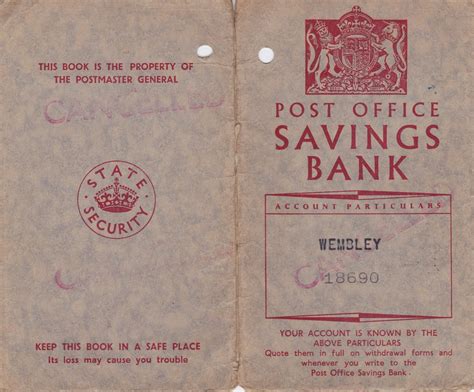 THIS BOOK IS THE PROPERTY OF
THE POSTMASTER GENERAL
CANCELLED
STATE
SECURITY
KEEP THIS BOOK IN A SAFE PLACE
Its loss may cause you trouble
POST OFFICE
SAVINGS
BANK
ACCOUNT PARTICULARS
WEMBLEY
18690
YOUR ACCOUNT IS KNOWN BY THE
ABOVE PARTICULARS
Quote them in full on withdrawal forms and
whenever you write to the
Post Office Savings Bank.